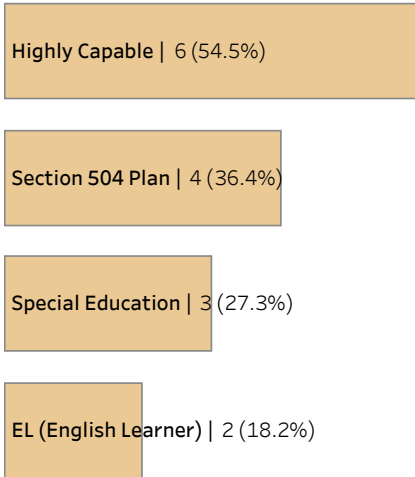 Highly Capable | 6 (54.5%)
Section 504 Plan | 4 (36.4%)
Special Education | 3 (27.3%)
EL (English Learner) | 2 (18.2%)